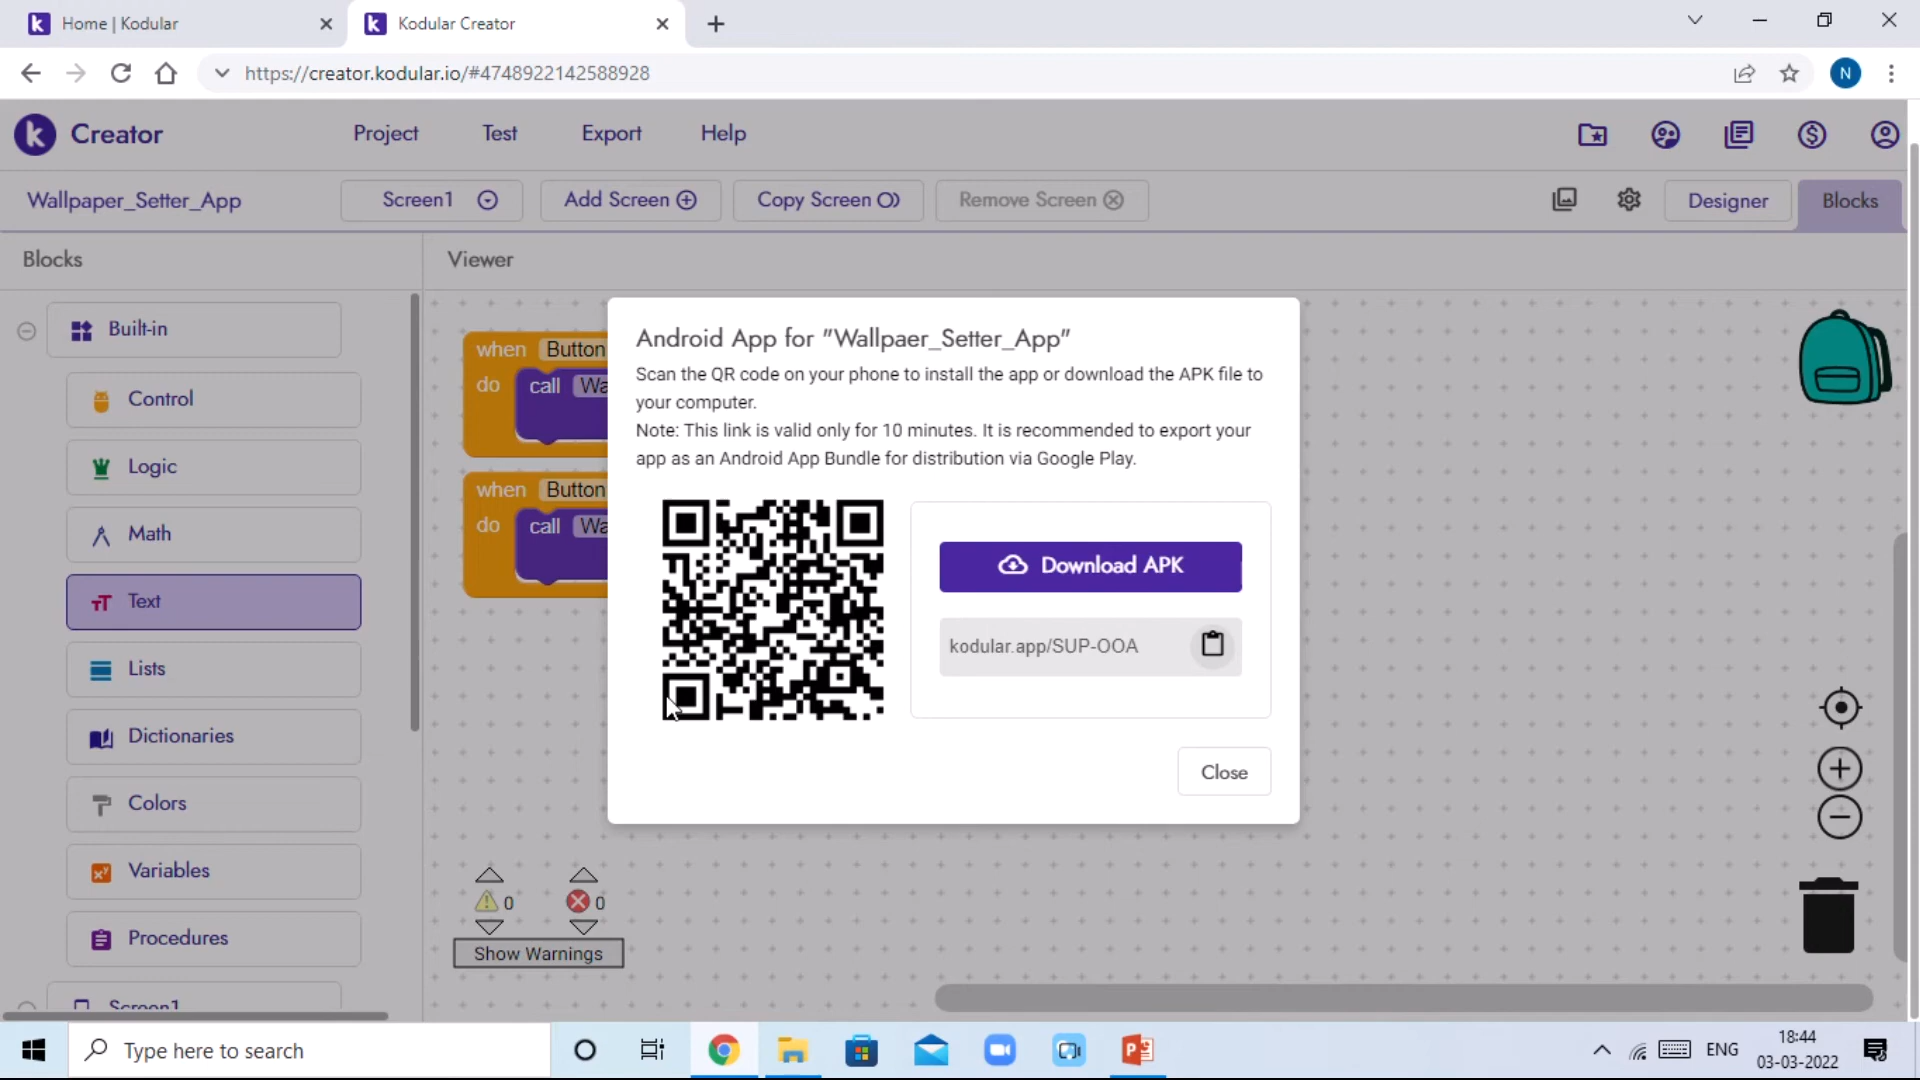 Home | Kodular
Kodular Creator
https://creator.kodular.io/#4748922142588928
N
Creator
Project
Test
Export
Help
Wallpaper_Setter_App
Screen1
Add Screen
Copy Screen
Remove Screen
Designer
Blocks
Blocks
Viewer
Built-in
Control
Logic
Math
Text
Lists
Dictionaries
Colors
Variables
Procedures
Screen1
when Button
do call Wa
when Button
do call Wa
Android App for "Wallpaer_Setter_App"
Scan the QR code on your phone to install the app or download the APK file to
your computer.
Note: This link is valid only for 10 minutes. It is recommended to export your
app as an Android App Bundle for distribution via Google Play.
Download APK
kodular.app/SUP-OOA
Close
0
0
Show Warnings
Type here to search
ENG
18:44
03-03-2022